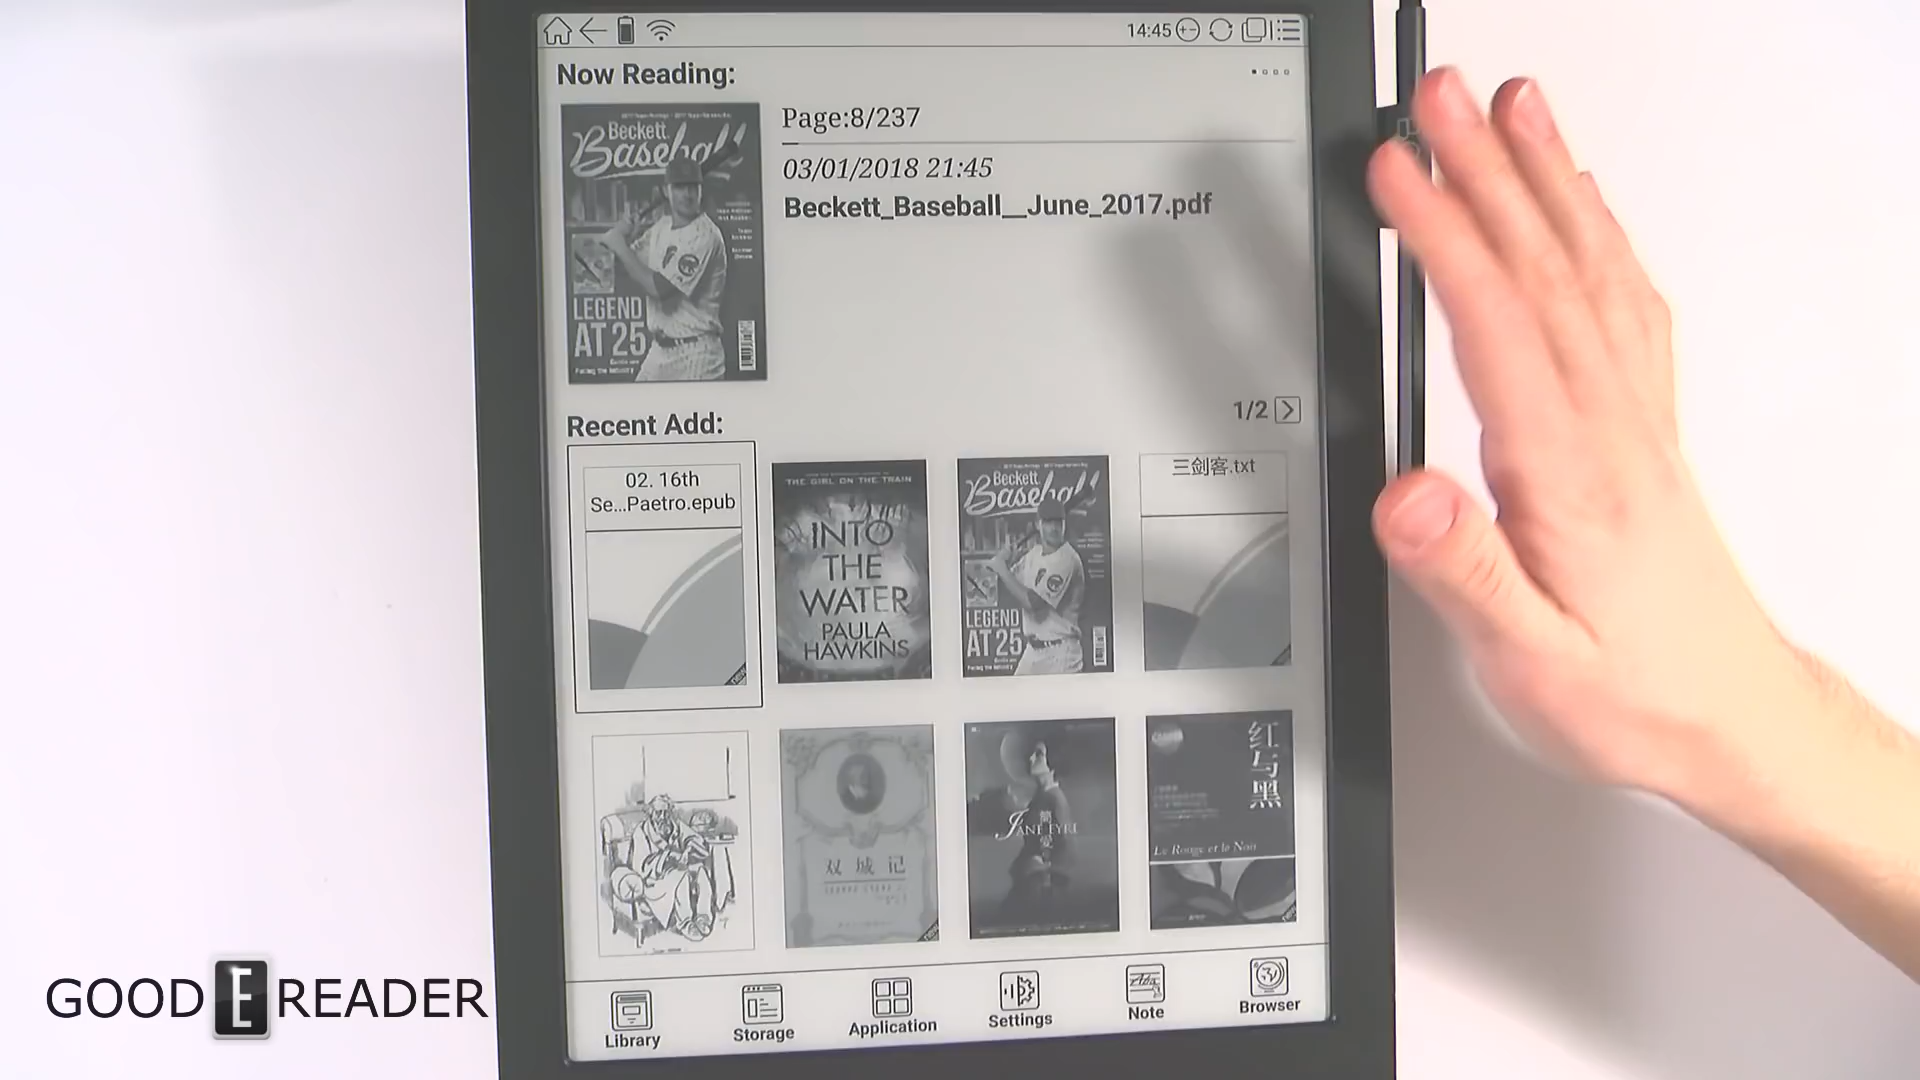 14:45
Now Reading:
Beckett
Baseball
LEGEND
AT 25
Page:8/237
03/01/2018 21:45
Beckett_Baseball__June_2017.pdf
Recent Add:
1/2
02. 16th
Se...Paetro.epub
THE GIRL ON THE TRAIN
INTO
THE
WATER
PAULA
HAWKINS
Beckett
Baseball
LEGEND
AT 25
三剑客.txt
双城记
JANE EYRE
简爱
红与黑
Le Rouge et le Noir
Library
Storage
Application
Settings
Note
Browser
GOOD E READER